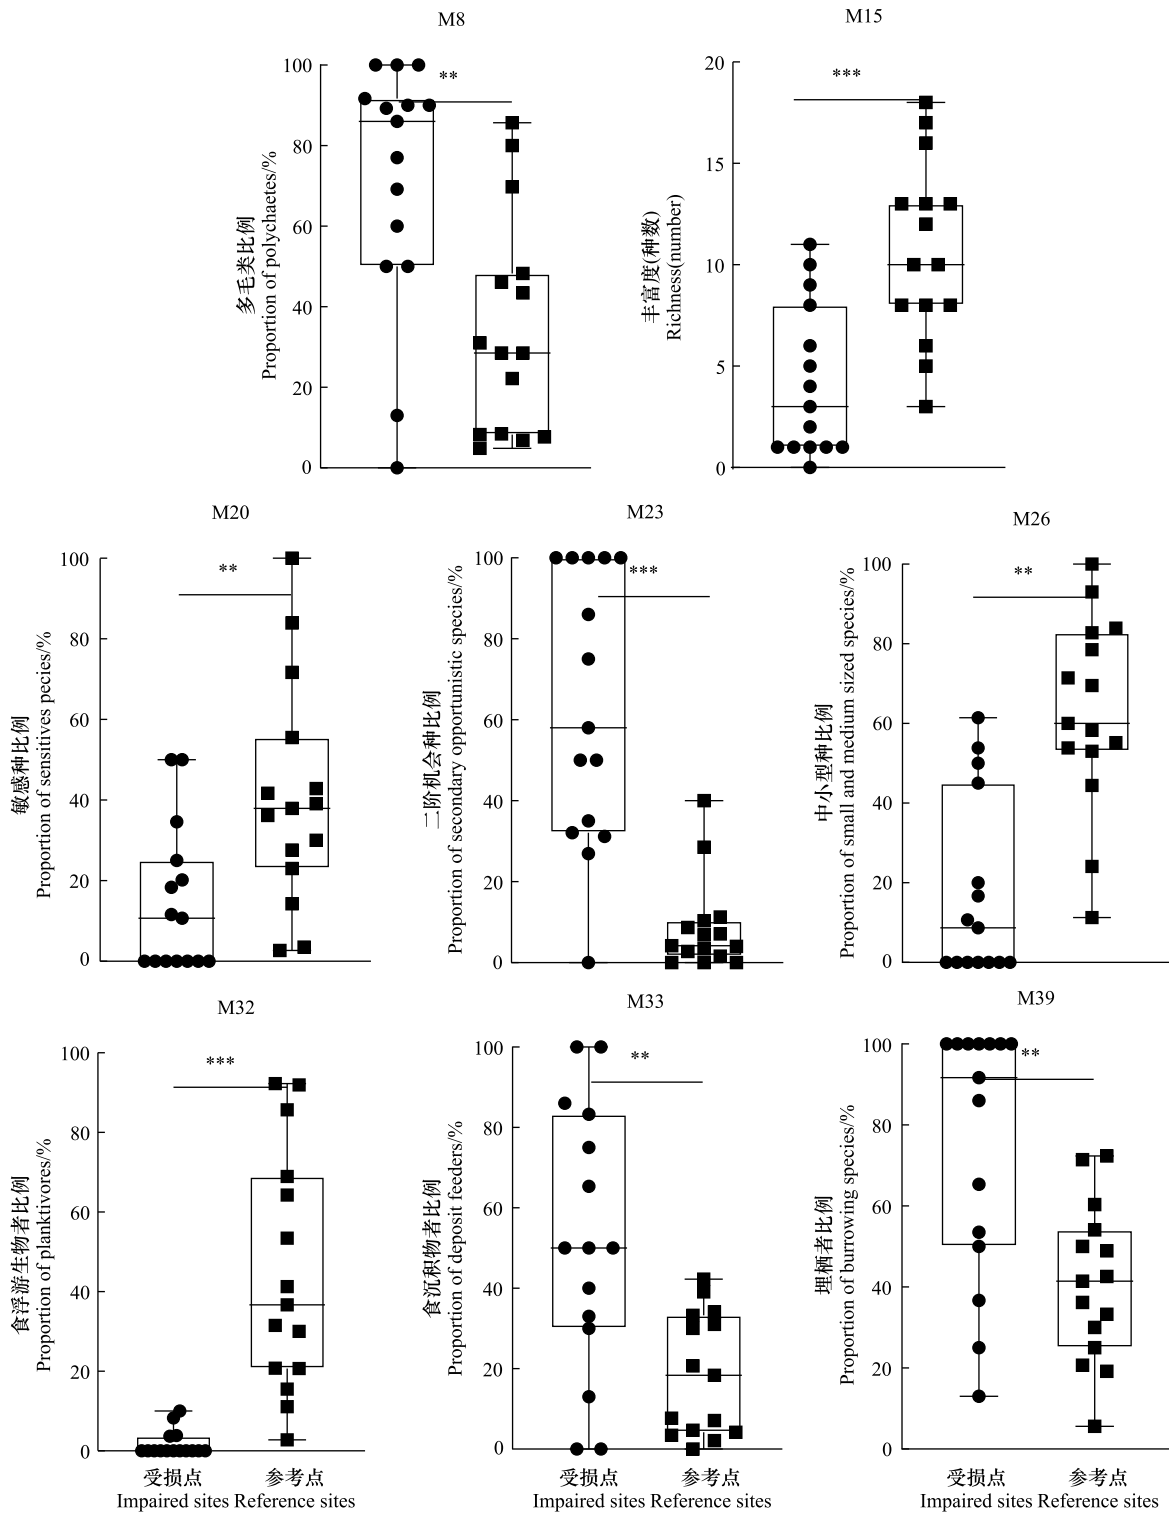 M8
100
80
60
40
20
0
**
多毛类比例
Proportion of polychaetes/%
M15
20
15
10
5
0
***
丰富度(种数)
Richness(number)
M20
100
80
60
40
20
0
**
敏感种比例
Proportion of sensitives pecies/%
M23
100
80
60
40
20
0
***
二阶机会种比例
Proportion of secondary opportunistic species/%
M26
100
80
60
40
20
0
**
中小型种比例
Proportion of small and medium sized species/%
M32
100
80
60
40
20
0
***
食浮游生物者比例
Proportion of planktivores/%
受损点 参考点
Impaired sites Reference sites
M33
100
80
60
40
20
0
**
食沉积物者比例
Proportion of deposit feeders/%
受损点 参考点
Impaired sites Reference sites
M39
100
80
60
40
20
0
**
埋栖者比例
Proportion of burrowing species/%
受损点 参考点
Impaired sites Reference sites